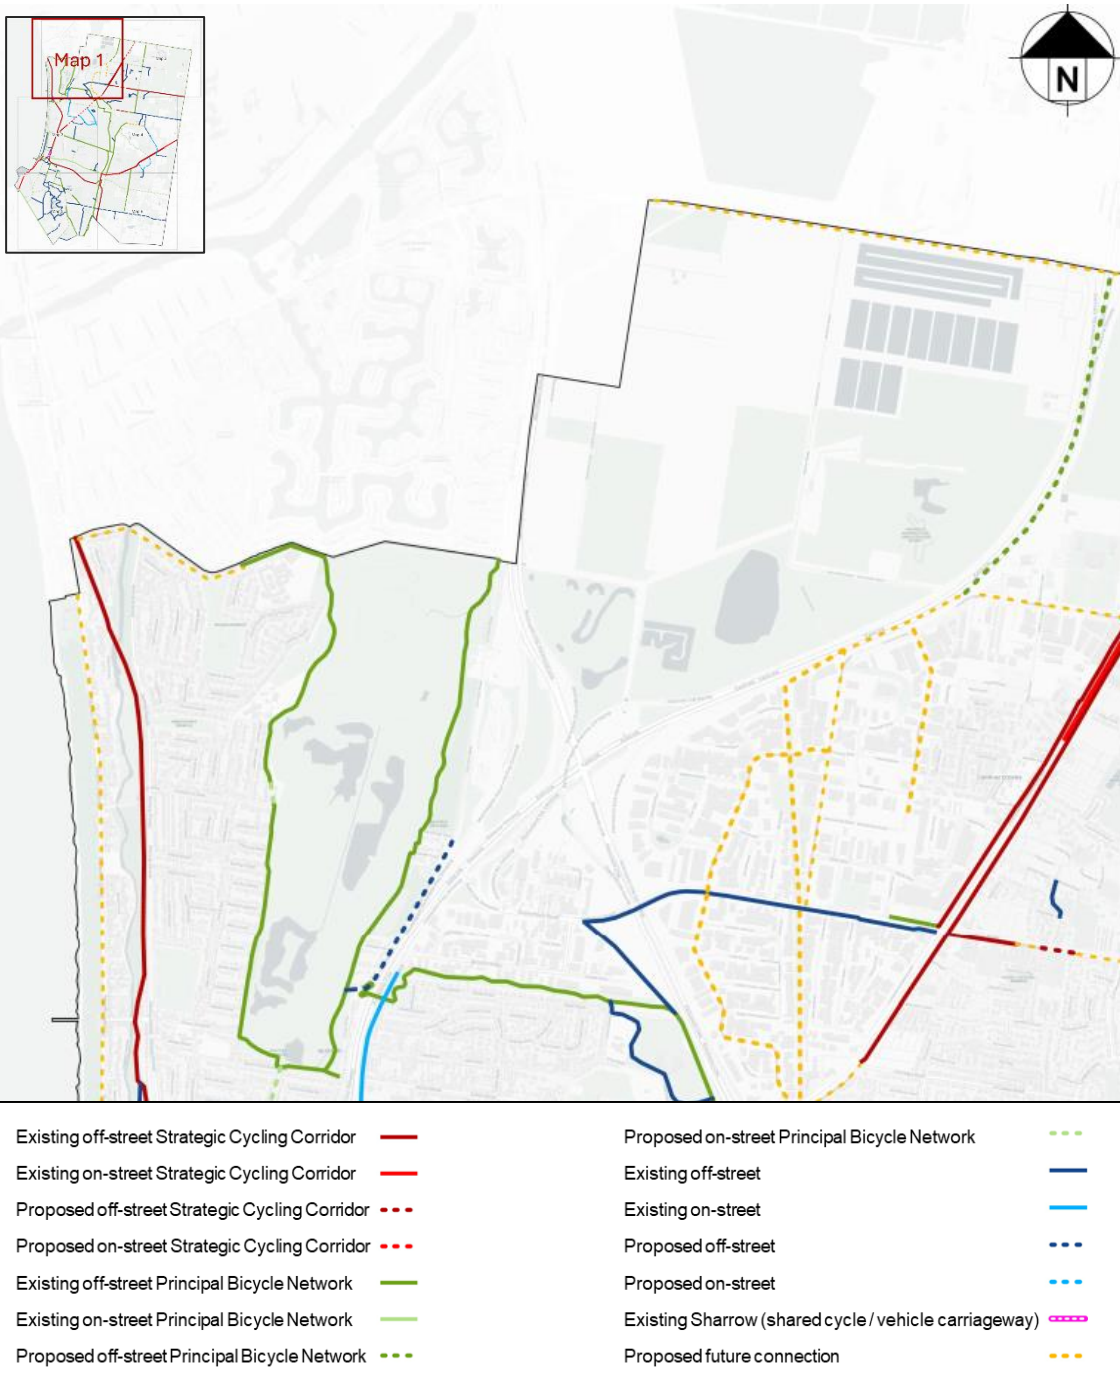 Map 1
N
Existing off-street Strategic Cycling Corridor
Existing on-street Strategic Cycling Corridor
Proposed off-street Strategic Cycling Corridor
Proposed on-street Strategic Cycling Corridor
Existing off-street Principal Bicycle Network
Existing on-street Principal Bicycle Network
Proposed off-street Principal Bicycle Network
Proposed on-street Principal Bicycle Network
Existing off-street
Existing on-street
Proposed off-street
Proposed on-street
Existing Sharrow (shared cycle / vehicle carriageway)
Proposed future connection